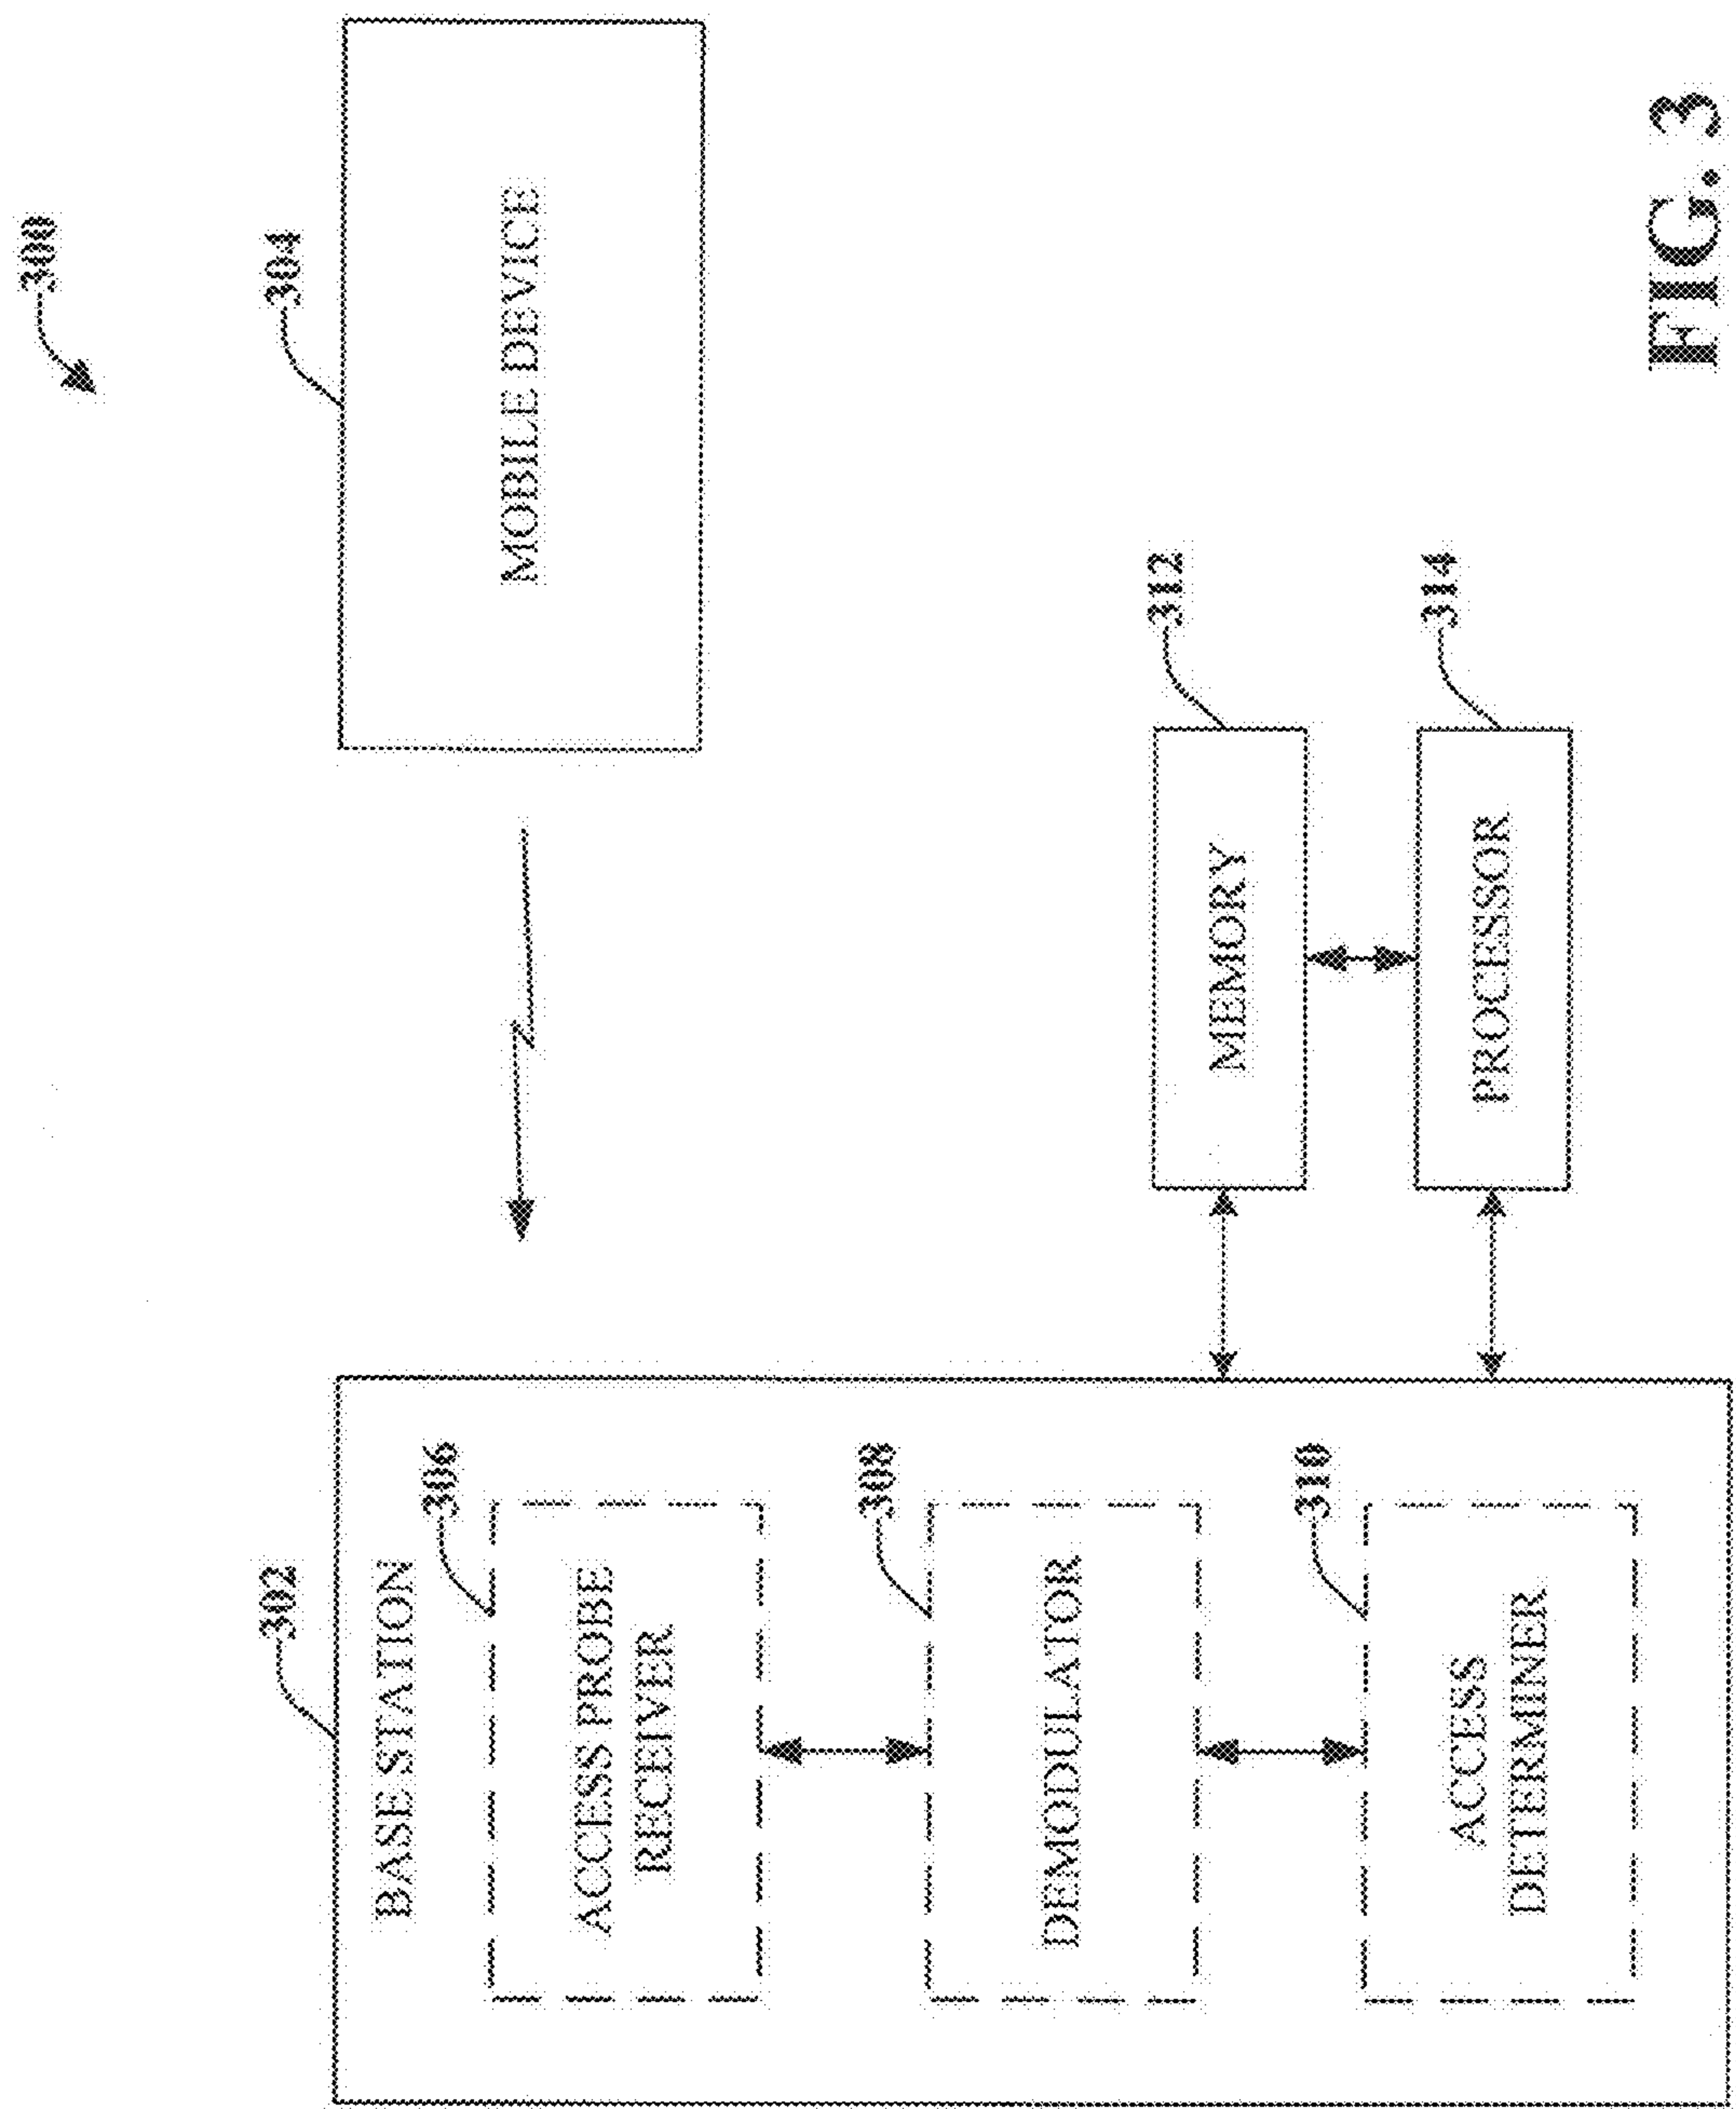 300
302
BASE STATION
306
ACCESS PROBE
RECEIVER
308
DEMODULATOR
310
ACCESS
DETERMINER
304
MOBILE DEVICE
312
MEMORY
314
PROCESSOR
FIG. 3